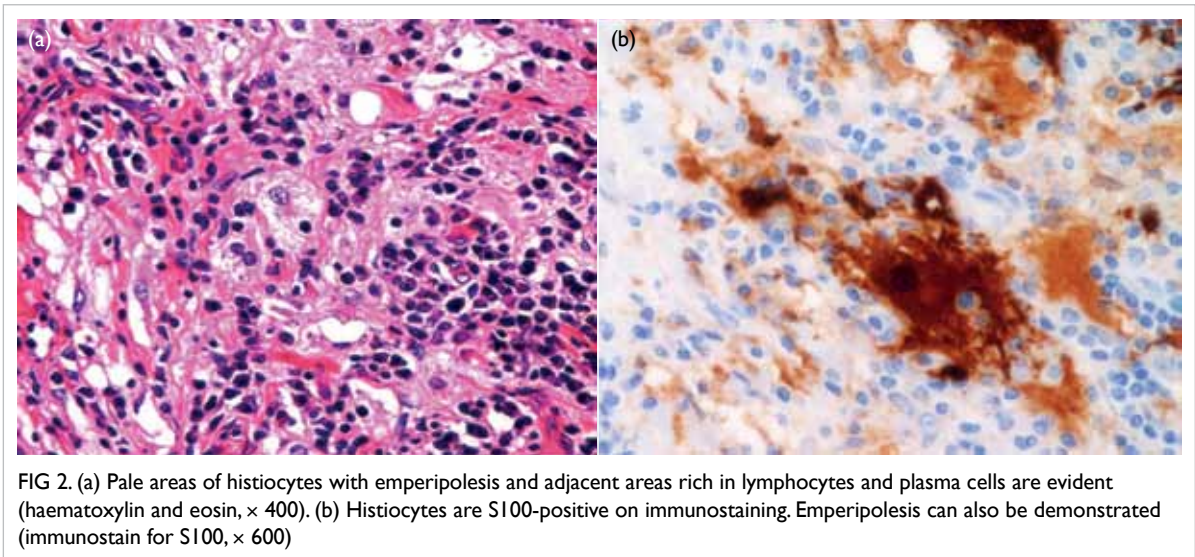 (a)
(b)
FIG 2. (a) Pale areas of histiocytes with emperipolesis and adjacent areas rich in lymphocytes and plasma cells are evident
(haematoxylin and eosin, × 400). (b) Histiocytes are S100-positive on immunostaining. Emperipolesis can also be demonstrated
(immunostain for S100, × 600)